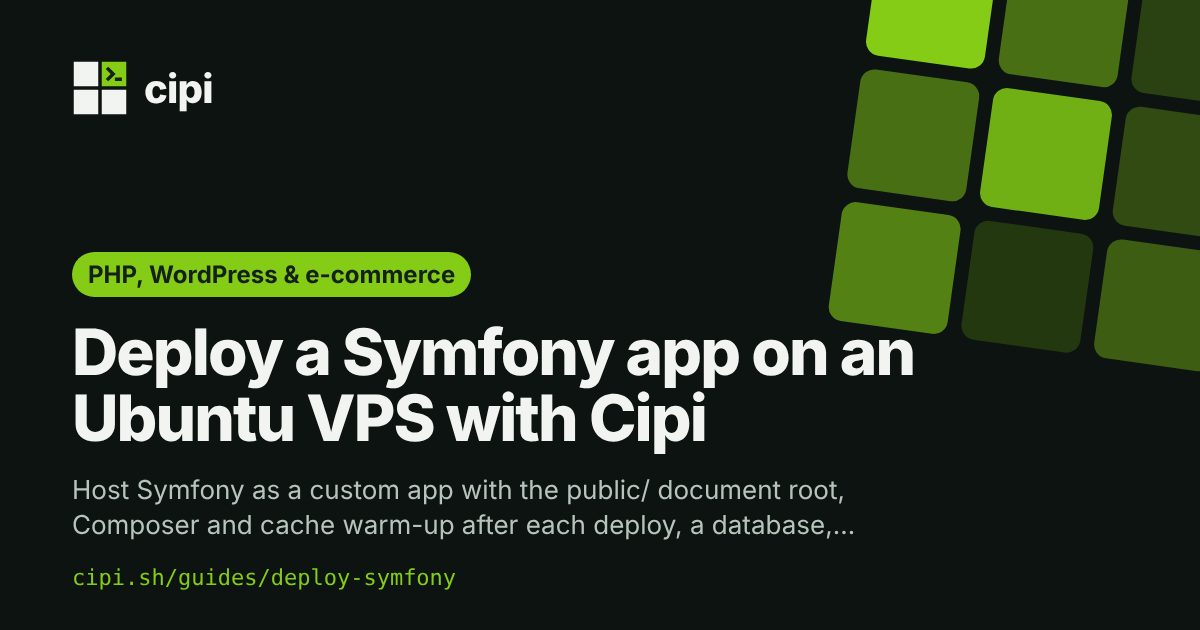 cipi
PHP, WordPress & e-commerce
Deploy a Symfony app on an
Ubuntu VPS with Cipi
Host Symfony as a custom app with the public/ document root,
Composer and cache warm-up after each deploy, a database,...
cipi.sh/guides/deploy-symfony